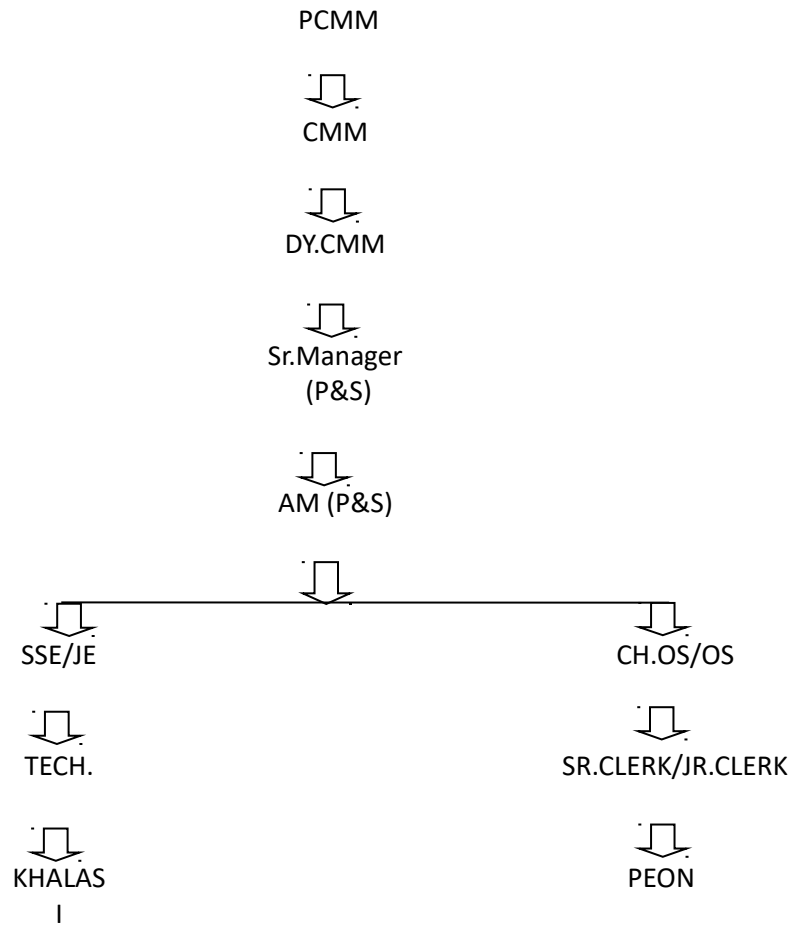 PCMM
CMM
DY.CMM
Sr.Manager
(P&S)
AM (P&S)
SSE/JE
CH.OS/OS
TECH.
SR.CLERK/JR.CLERK
KHALAS
I
PEON